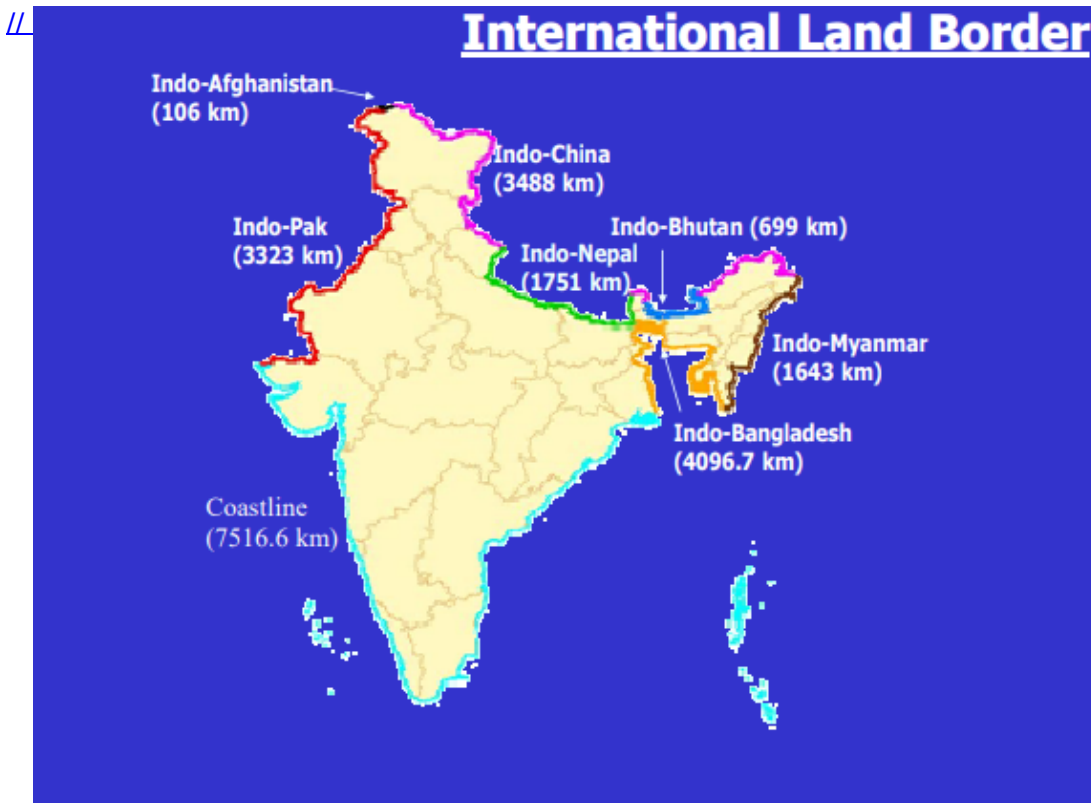 //
International Land Border
Indo-Afghanistan
(106 km)
Indo-China
(3488 km)
Indo-Pak
(3323 km)
Indo-Bhutan (699 km)
Indo-Nepal
(1751 km)
Indo-Myanmar
(1643 km)
Indo-Bangladesh
(4096.7 km)
Coastline
(7516.6 km)